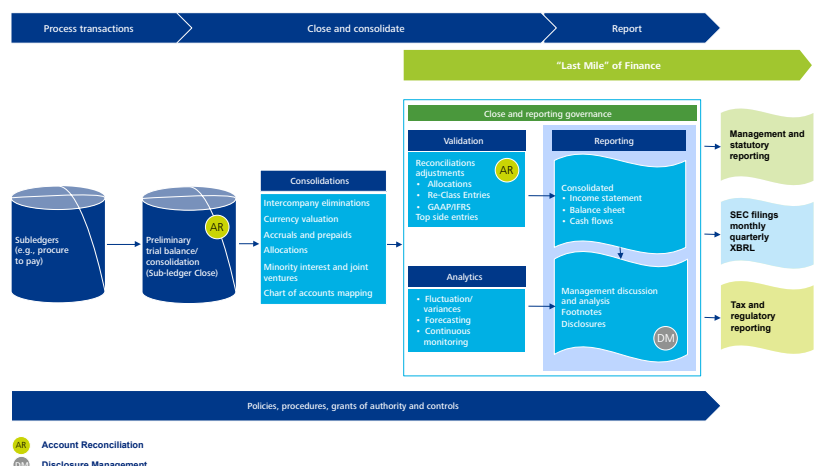 Process transactions
Close and consolidate
Report
“Last Mile” of Finance
Close and reporting governance
Validation
Reconciliations
adjustments
• Allocations
• Re-Class Entries
• GAAP/IFRS
Top side entries
AR
Reporting
Consolidated
• Income statement
• Balance sheet
• Cash flows
Management and
statutory
reporting
Consolidations
Intercompany eliminations
Currency valuation
Accruals and prepaids
Allocations
Minority interest and joint
ventures
Chart of accounts mapping
Subledgers
(e.g., procure
to pay)
AR
Preliminary
trial balance/
consolidation
(Sub-ledger Close)
SEC filings
monthly
quarterly
XBRL
Analytics
• Fluctuation/
variances
• Forecasting
• Continuous
monitoring
Management discussion
and analysis
Footnotes
Disclosures
DM
Tax and
regulatory
reporting
Policies, procedures, grants of authority and controls
AR Account Reconciliation
DM Disclosure Management